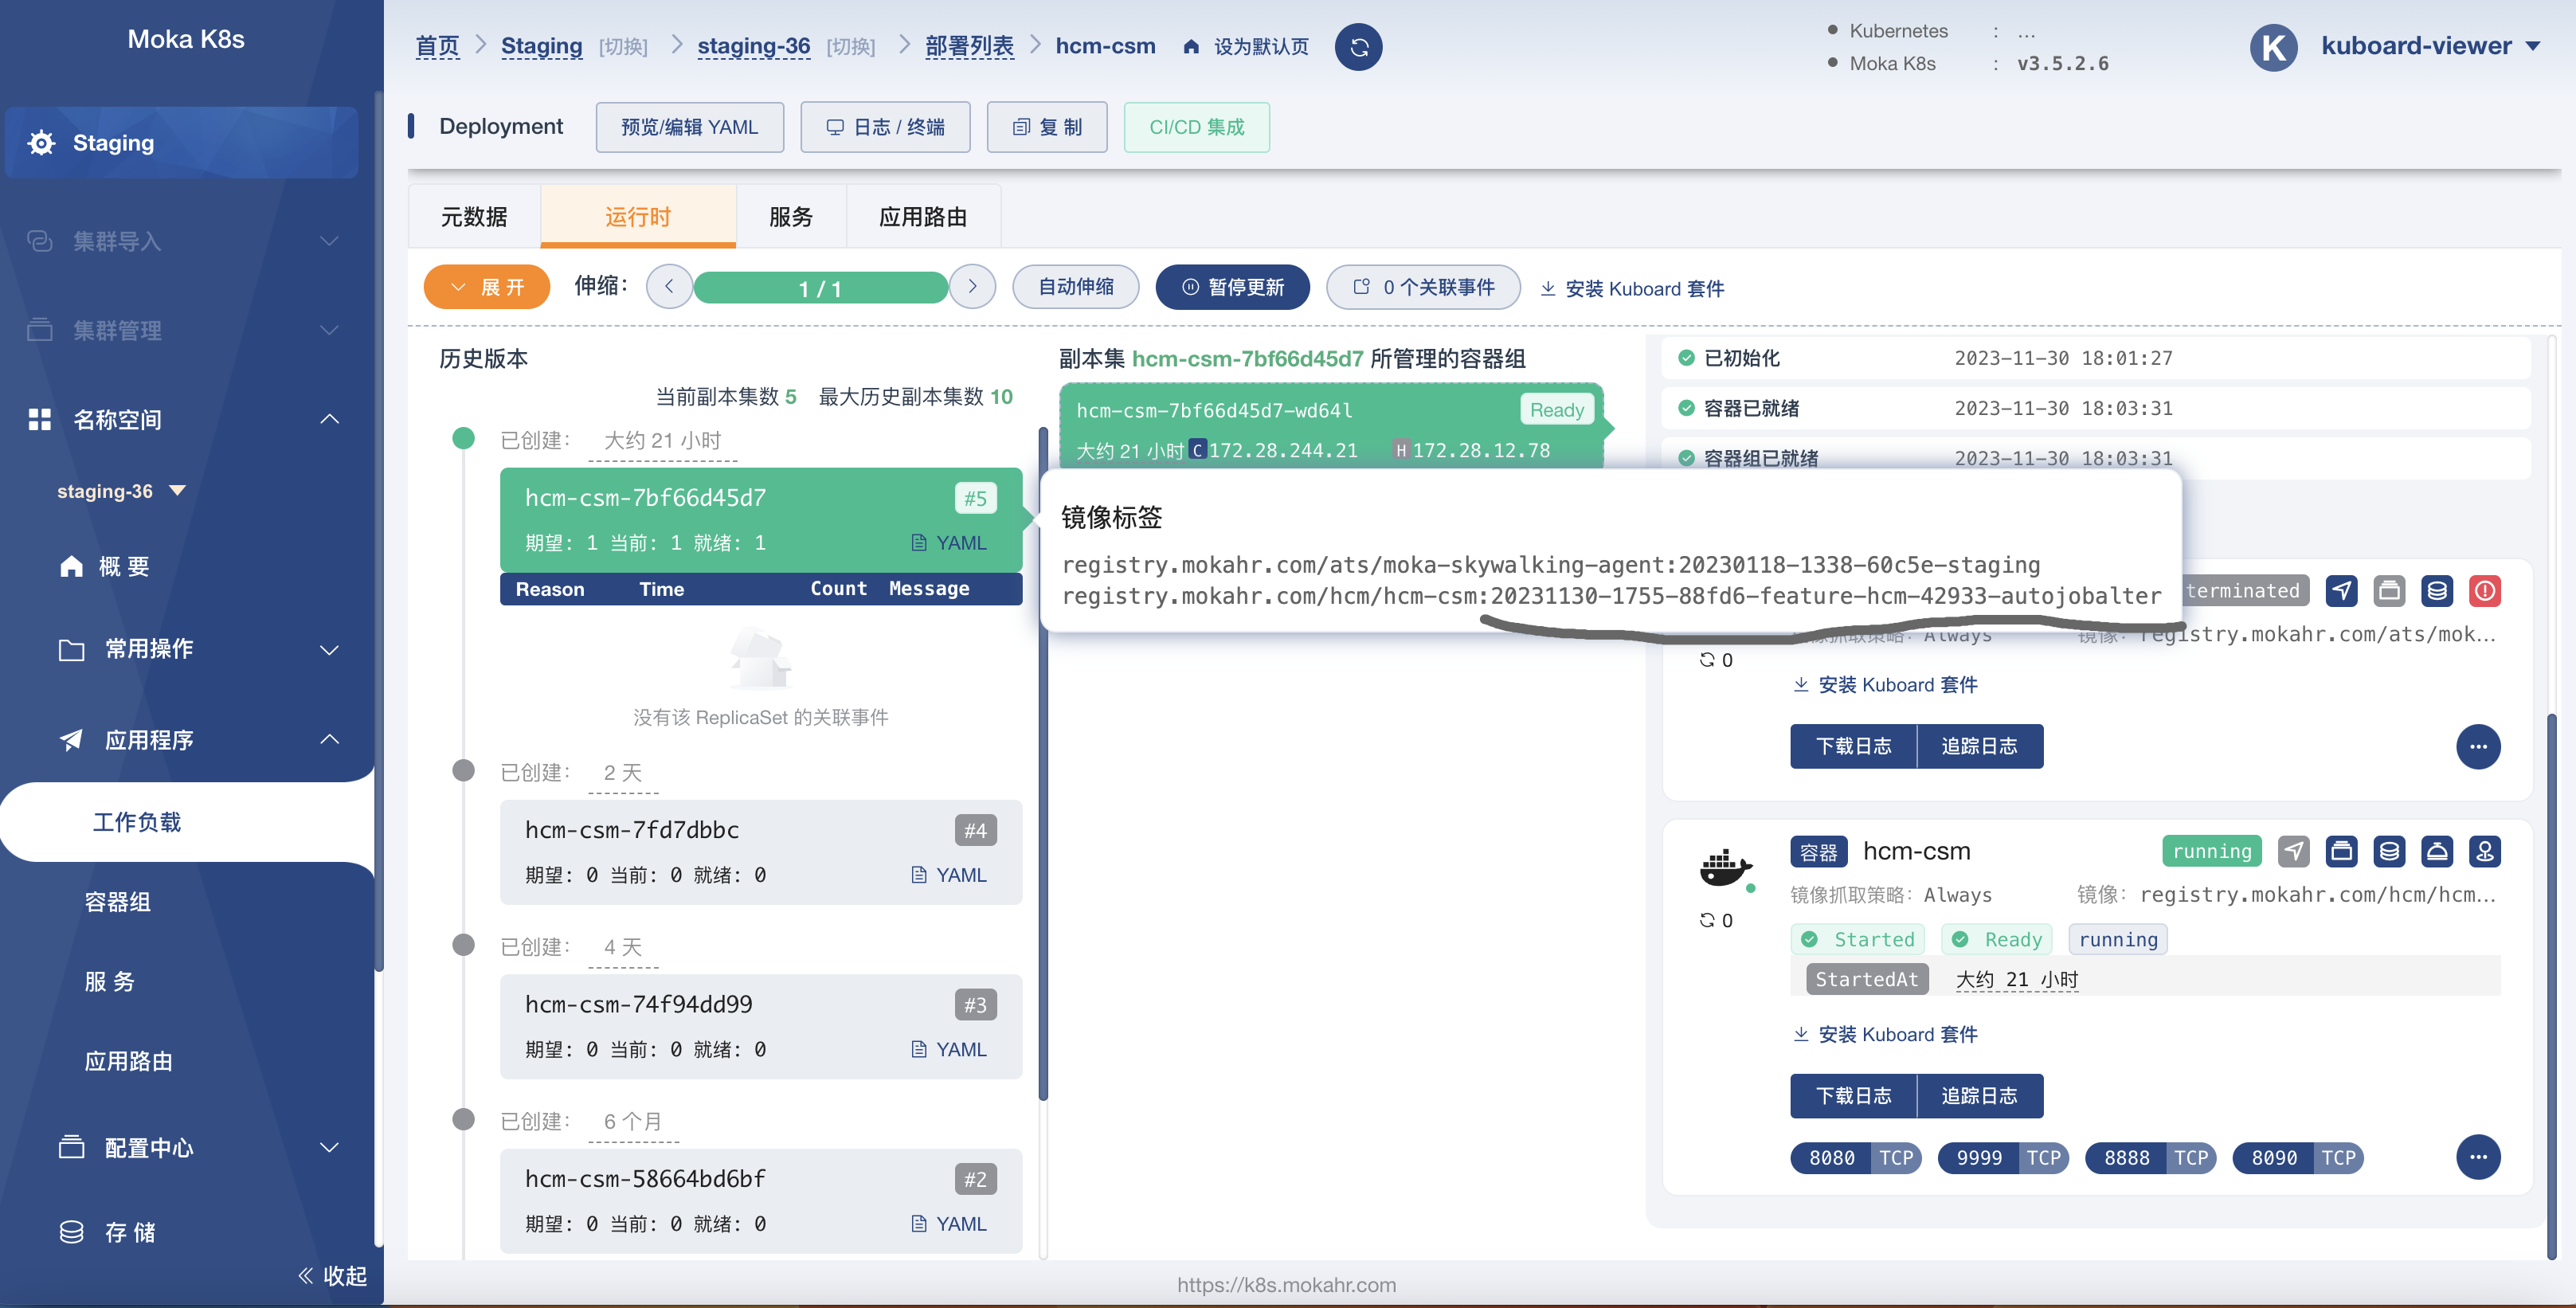 Moka K8s
Staging
集群导入
集群管理
名称空间
staging-36
概 要
常用操作
应用程序
工作负载
容器组
服 务
应用路由
配置中心
存 储
收起
首页 Staging [切换] staging-36 [切换] 部署列表 hcm-csm 设为默认页
Kubernetes : ...
Moka K8s : v3.5.2.6
K kuboard-viewer
Deployment 预览/编辑 YAML 日志 / 终端 复 制 CI/CD 集成
元数据 运行时 服务 应用路由
展 开 伸缩： 1 / 1 自动伸缩 暂停更新 0 个关联事件 安装 Kuboard 套件
历史版本
当前副本集数 5 最大历史副本集数 10
已创建： 大约 21 小时
hcm-csm-7bf66d45d7 #5
期望： 1 当前： 1 就绪： 1 YAML
Reason Time Count Message
没有该 ReplicaSet 的关联事件
已创建： 2 天
hcm-csm-7fd7dbbc #4
期望： 0 当前： 0 就绪： 0 YAML
已创建： 4 天
hcm-csm-74f94dd99 #3
期望： 0 当前： 0 就绪： 0 YAML
已创建： 6 个月
hcm-csm-58664bd6bf #2
期望： 0 当前： 0 就绪： 0 YAML
副本集 hcm-csm-7bf66d45d7 所管理的容器组
hcm-csm-7bf66d45d7-wd64l Ready
大约 21 小时 C 172.28.244.21 H 172.28.12.78
镜像标签
registry.mokahr.com/ats/moka-skywalking-agent:20230118-1338-60c5e-staging
registry.mokahr.com/hcm/hcm-csm:20231130-1755-88fd6-feature-hcm-42933-autojobalter
已初始化 2023-11-30 18:01:27
容器已就绪 2023-11-30 18:03:31
容器组已就绪 2023-11-30 18:03:31
terminated
镜像抓取策略： Always 镜像： registry.mokahr.com/ats/mok...
0
安装 Kuboard 套件
下载日志 追踪日志
容器 hcm-csm running
镜像抓取策略： Always 镜像： registry.mokahr.com/hcm/hcm...
0
Started Ready running
StartedAt 大约 21 小时
安装 Kuboard 套件
下载日志 追踪日志
8080 TCP 9999 TCP 8888 TCP 8090 TCP
https://k8s.mokahr.com